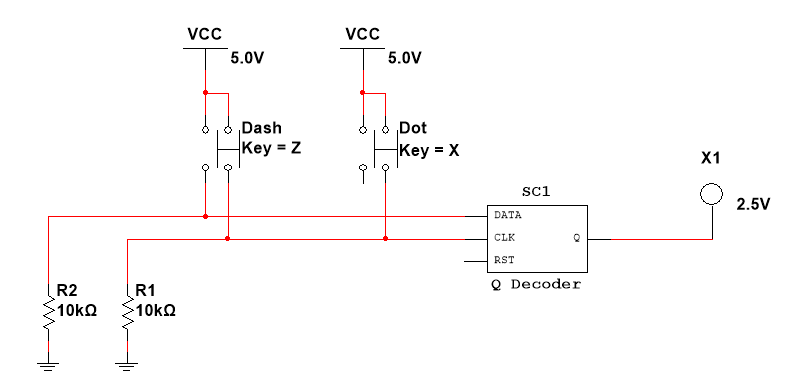 VCC
5.0V
VCC
5.0V
Dash
Key = Z
Dot
Key = X
X1
2.5V
SC1
DATA
CLK
Q
RST
Q Decoder
R2
10kΩ
R1
10kΩ